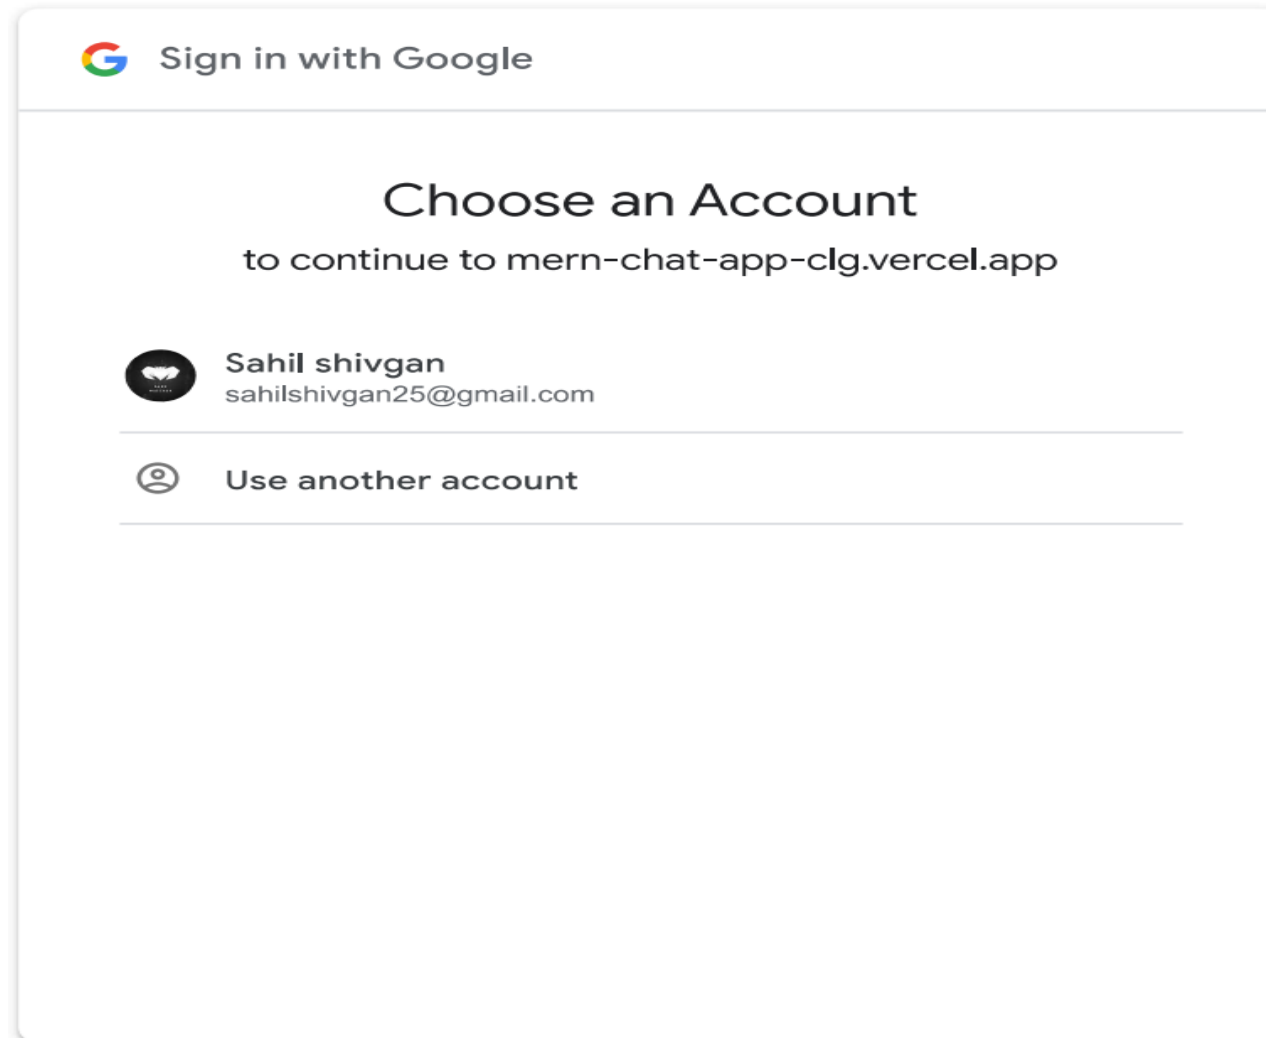 Sign in with Google
Choose an Account
to continue to mern-chat-app-clg.vercel.app
Sahil shivgan
sahilshivgan25@gmail.com
Use another account